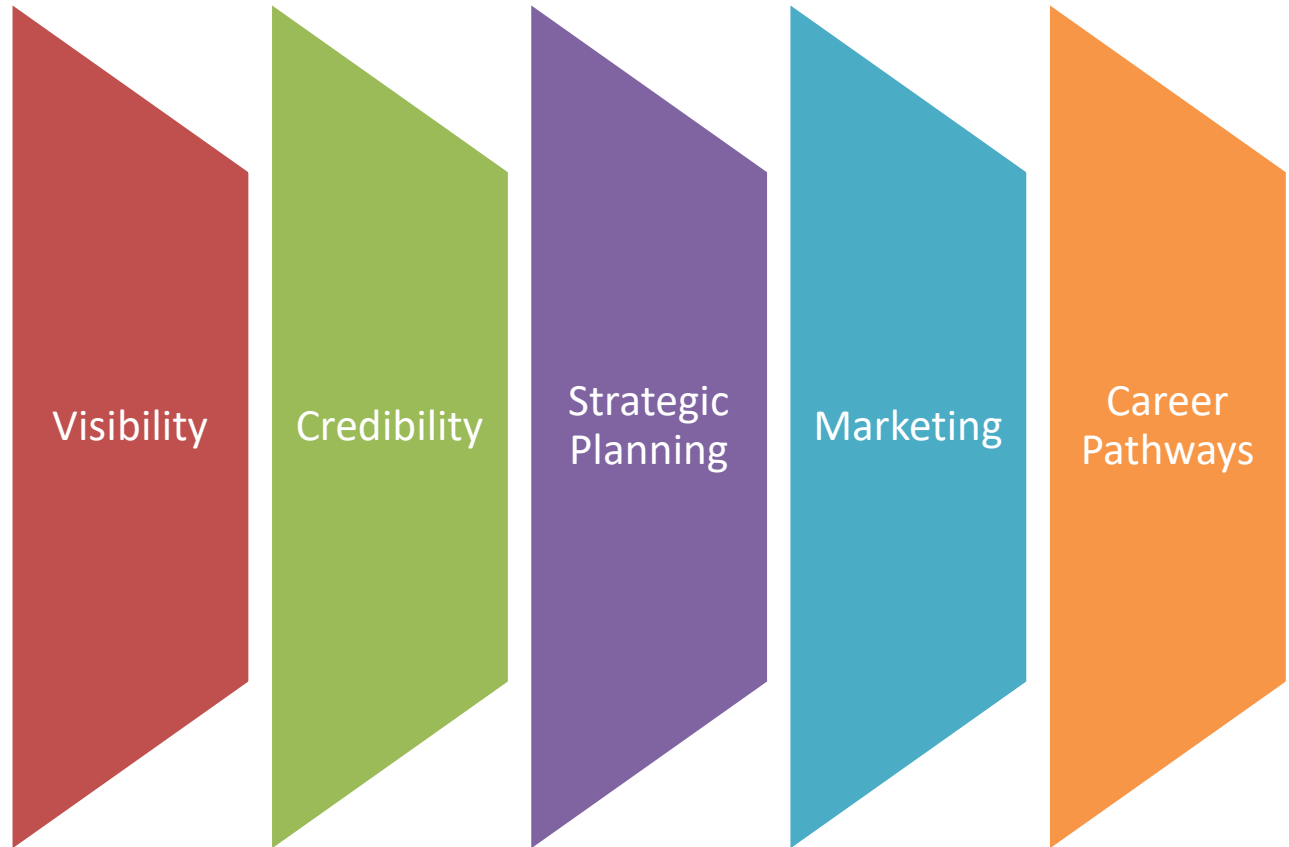 Visibility
Credibility
Strategic
Planning
Marketing
Career
Pathways